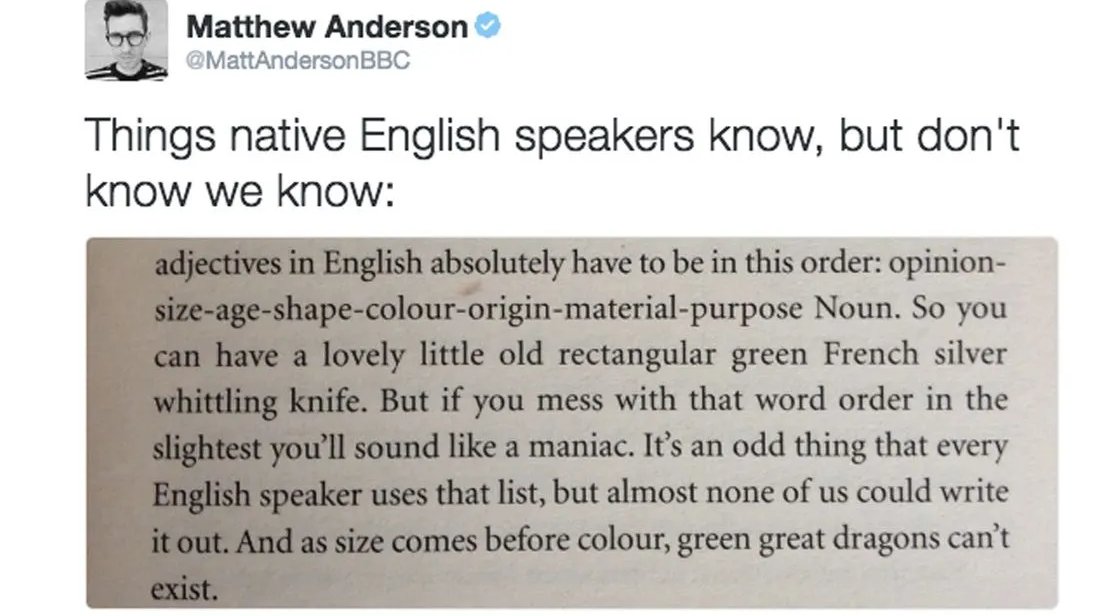 Matthew Anderson
@MattAndersonBBC
Things native English speakers know, but don't
know we know:
adjectives in English absolutely have to be in this order: opinion-
size-age-shape-colour-origin-material-purpose Noun. So you
can have a lovely little old rectangular green French silver
whittling knife. But if you mess with that word order in the
slightest you’ll sound like a maniac. It’s an odd thing that every
English speaker uses that list, but almost none of us could write
it out. And as size comes before colour, green great dragons can’t
exist.